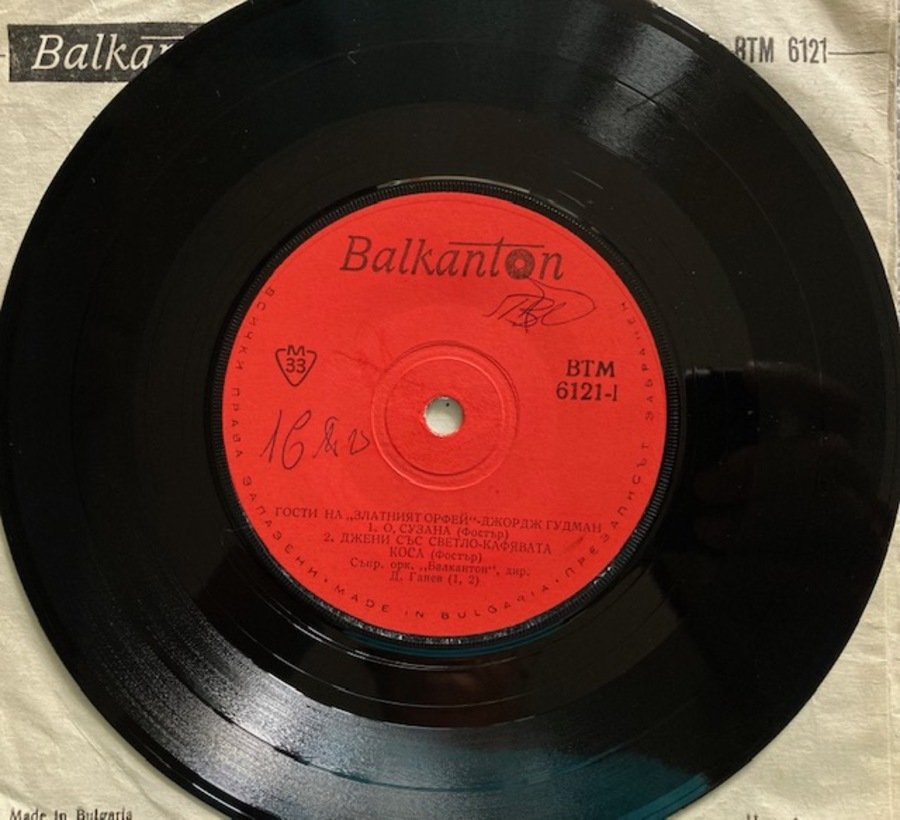 Balka
BTM 6121
Balkanton
M
33
ВТМ
6121-I
16
ГОСТИ НА „ЗЛАТНИЯТ ОРФЕЙ"-ДЖОРДЖ ГУДМАН
1. О, СУЗАНА (Фостър)
2. ДЖЕНИ СЪС СВЕТЛО-КАФЯВАТА
КОСА (Фостър)
Съпр. орк. „Балкантон", дир.
Д. Ганев (1, 2)
ВСИЧКИ ПРАВА ЗАПАЗЕНИ · MADE IN BULGARIA · ПРЕЗАПИСЪТ ЗАБРАНЕН
Made in Bulgaria